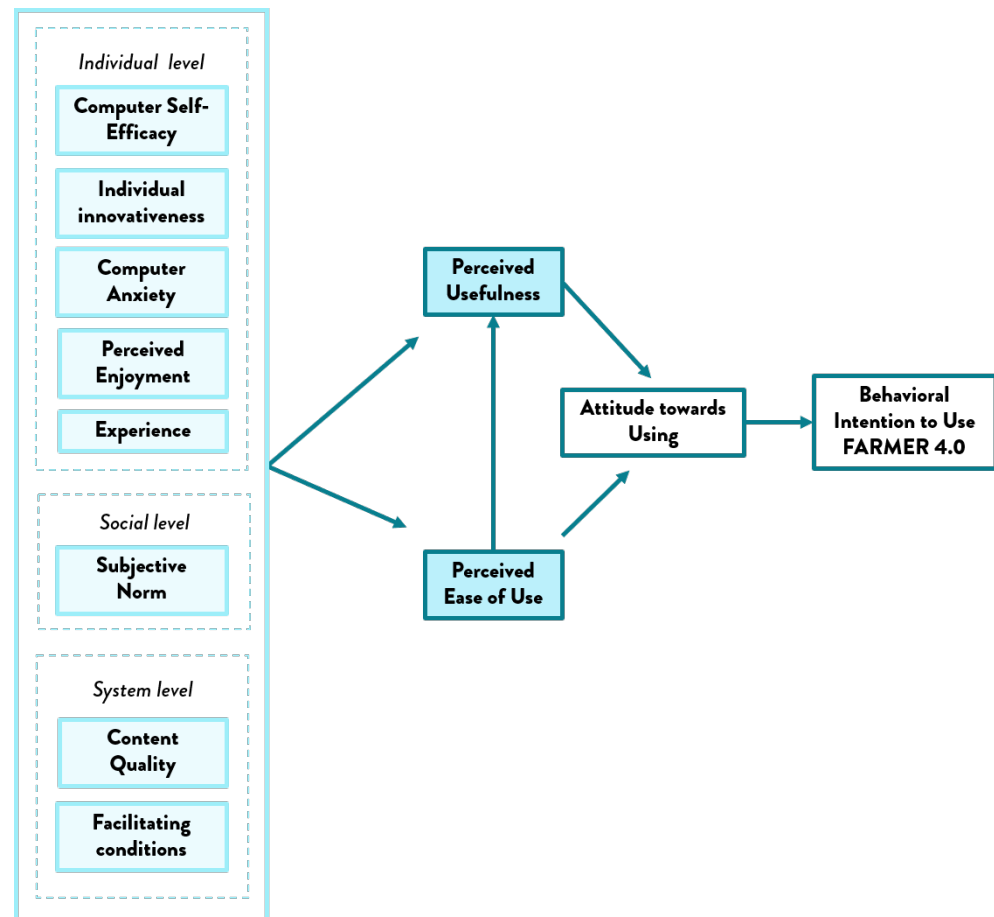 Individual level
Computer Self-
Efficacy
Individual
innovativeness
Computer
Anxiety
Perceived
Enjoyment
Experience
Social level
Subjective
Norm
System level
Content
Quality
Facilitating
conditions
Perceived
Usefulness
Perceived
Ease of Use
Attitude towards
Using
Behavioral
Intention to Use
FARMER 4.0